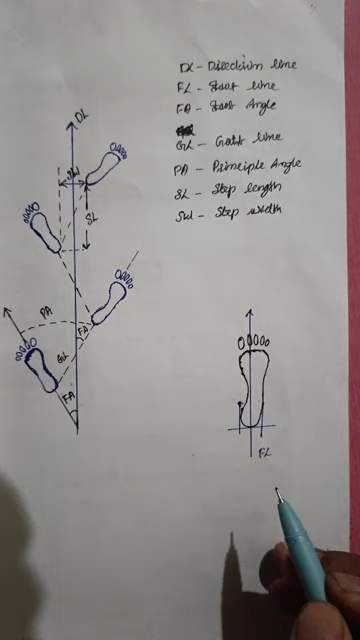 DL - Direction line
FL - Foot line
FA - Foot Angle
GL - Gait line
PA - Principle Angle
SL - Step length
SW - Step width
DL
SW
SL
PA
FA
GL
FA
FL